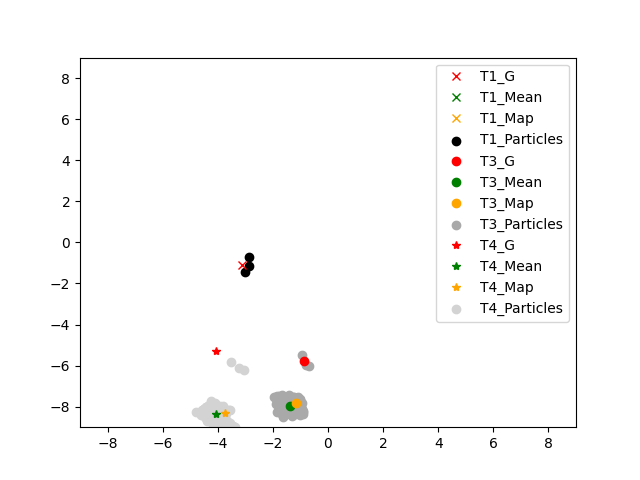 8
6
4
2
0
−2
−4
−6
−8
−8 −6 −4 −2 0 2 4 6 8
T1_G
T1_Mean
T1_Map
T1_Particles
T3_G
T3_Mean
T3_Map
T3_Particles
T4_G
T4_Mean
T4_Map
T4_Particles